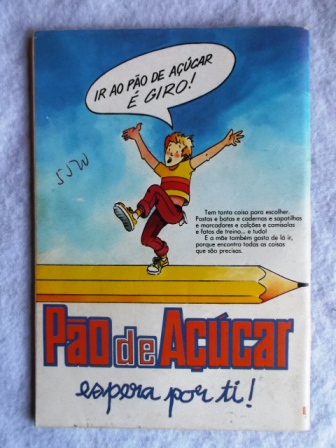 IR AO PÃO DE AÇÚCAR
É GIRO!
SJW
Tem tanta coisa para escolher.
Pastas e batas e cadernos e sapatilhas
e marcadores e calções e camisolas
e fatos de treino... e tudo!
E a mãe também gosta de lá ir,
porque encontra todas as coisas
que são precisas.
Pão de Açúcar
espera por ti!